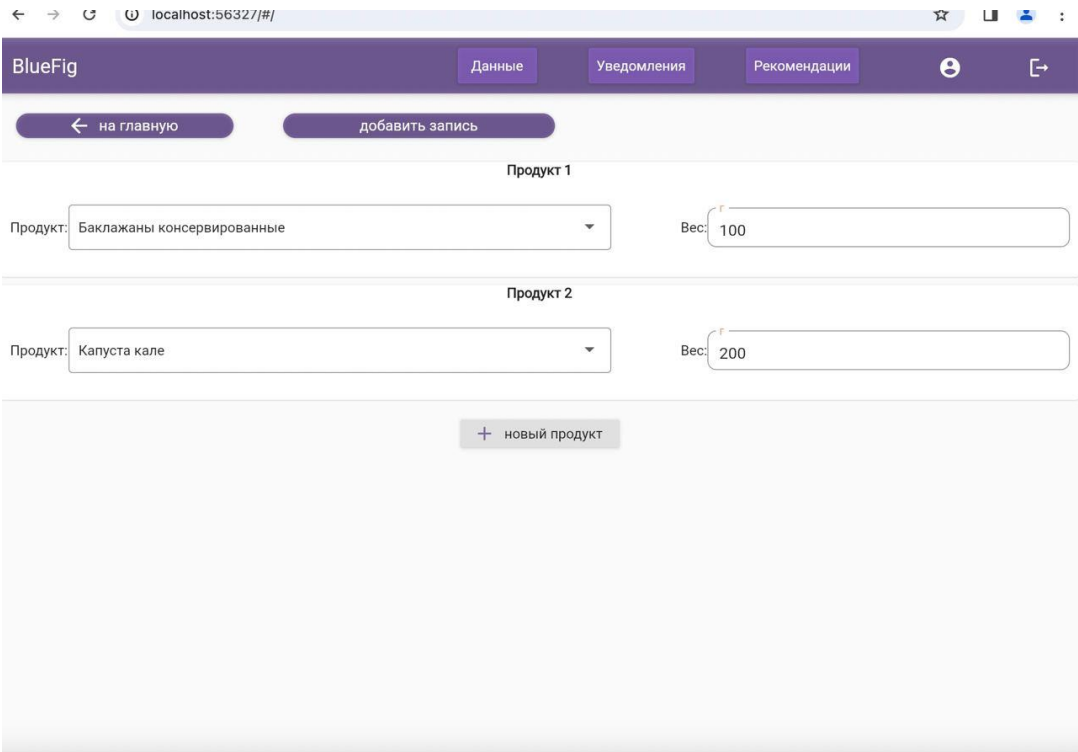 localhost:56327/#/
BlueFig Данные Уведомления Рекомендации
на главную добавить запись
Продукт 1
г
Продукт: Баклажаны консервированные Вес: 100
Продукт 2
г
Продукт: Капуста кале Вес: 200
+ новый продукт